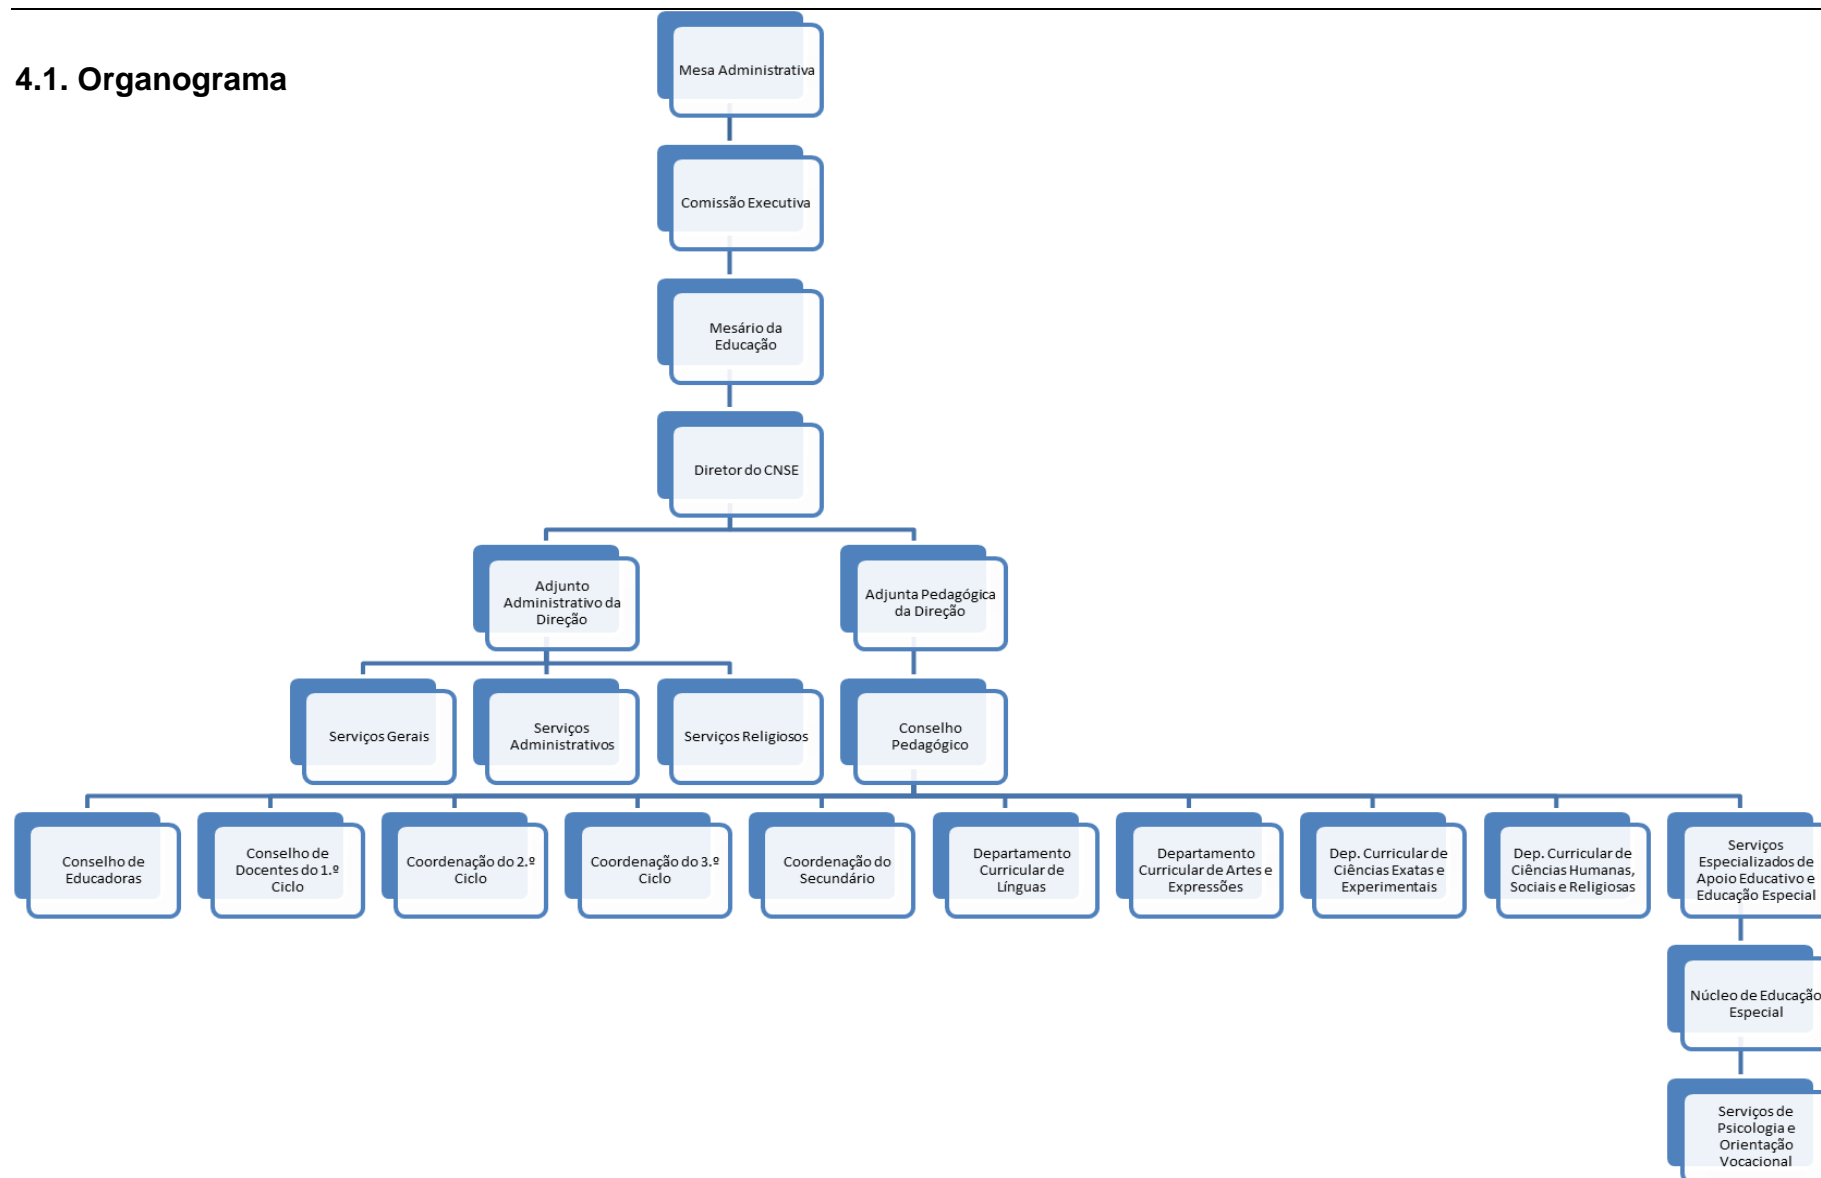 4.1. Organograma
Mesa Administrativa
Comissão Executiva
Mesário da
Educação
Diretor do CNSE
Adjunto
Administrativo da
Direção
Adjunta Pedagógica
da Direção
Serviços Gerais
Serviços
Administrativos
Serviços Religiosos
Conselho
Pedagógico
Conselho de
Educadoras
Conselho de
Docentes do 1.º
Ciclo
Coordenação do 2.º
Ciclo
Coordenação do 3.º
Ciclo
Coordenação do
Secundário
Departamento
Curricular de
Línguas
Departamento
Curricular de Artes e
Expressões
Dep. Curricular de
Ciências Exatas e
Experimentais
Dep. Curricular de
Ciências Humanas,
Sociais e Religiosas
Serviços
Especializados de
Apoio Educativo e
Educação Especial
Núcleo de Educação
Especial
Serviços de
Psicologia e
Orientação
Vocacional